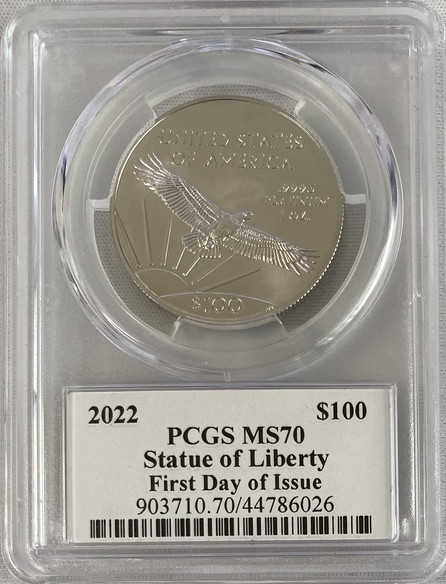 UNITED STATES
OF AMERICA
.9995
PLATINUM
1 OZ.
$100
2022 $100
PCGS MS70
Statue of Liberty
First Day of Issue
903710.70/44786026